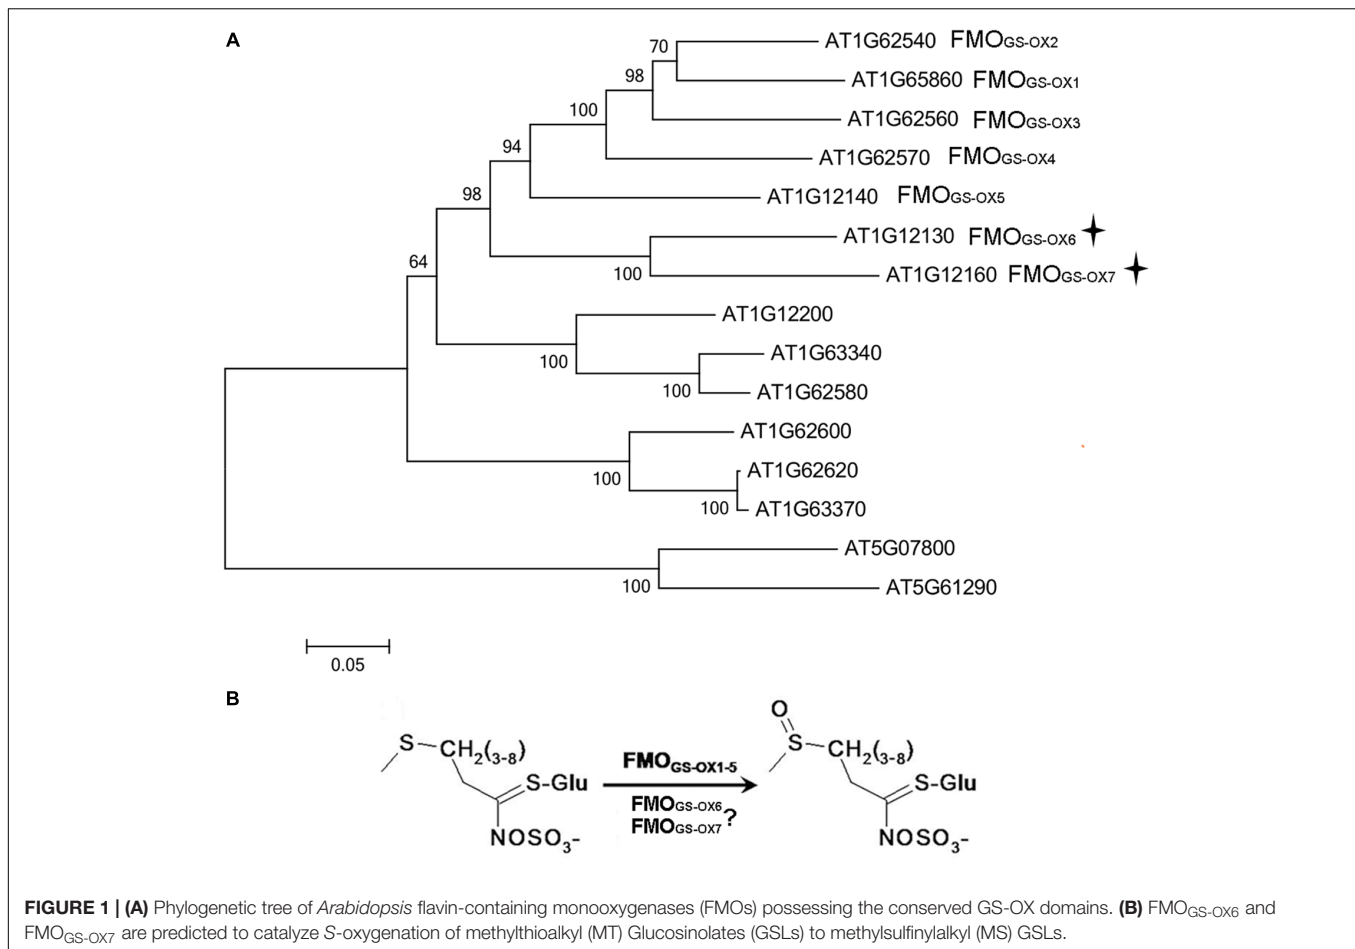 A
AT1G62540 FMOGS-OX2
70
AT1G65860 FMOGS-OX1
98
AT1G62560 FMOGS-OX3
100
AT1G62570 FMOGS-OX4
94
AT1G12140 FMOGS-OX5
98
AT1G12130 FMOGS-OX6
AT1G12160 FMOGS-OX7
100
64
AT1G12200
100
AT1G63340
100
AT1G62580
AT1G62600
100
AT1G62620
100
AT1G63370
AT5G07800
100
AT5G61290
0.05
B
S-CH2(3-8)
S-Glu
NOSO3-
FMOGS-OX1-5
FMOGS-OX6
FMOGS-OX7 ?
O
S-CH2(3-8)
S-Glu
NOSO3-
FIGURE 1 | (A) Phylogenetic tree of Arabidopsis flavin-containing monooxygenases (FMOs) possessing the conserved GS-OX domains. (B) FMOGS-OX6 and
FMOGS-OX7 are predicted to catalyze S-oxygenation of methylthioalkyl (MT) Glucosinolates (GSLs) to methylsulfinylalkyl (MS) GSLs.